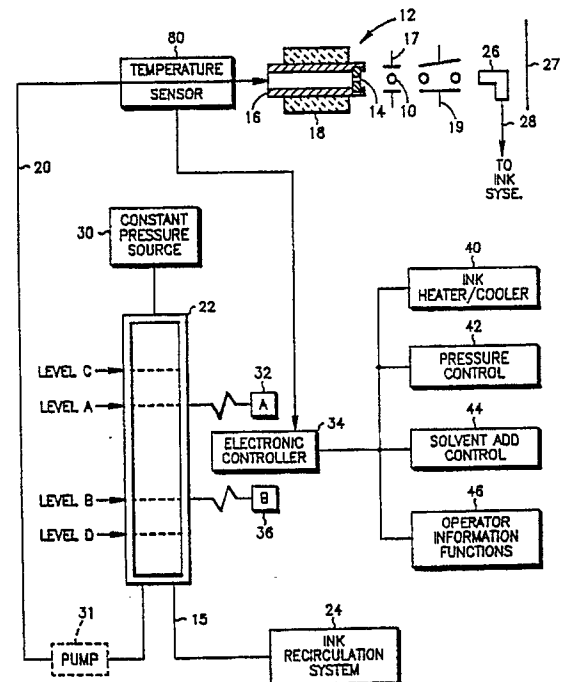 80
12
TEMPERATURE
SENSOR
17
26
27
16
14
10
18
19
28
20
TO
INK
SYSE.
30
CONSTANT
PRESSURE
SOURCE
40
INK
HEATER/COOLER
22
42
PRESSURE
CONTROL
LEVEL C
32
LEVEL A
A
34
44
ELECTRONIC
CONTROLLER
SOLVENT ADD
CONTROL
LEVEL B
B
46
LEVEL D
36
OPERATOR
INFORMATION
FUNCTIONS
31
15
24
PUMP
INK
RECIRCULATION
SYSTEM